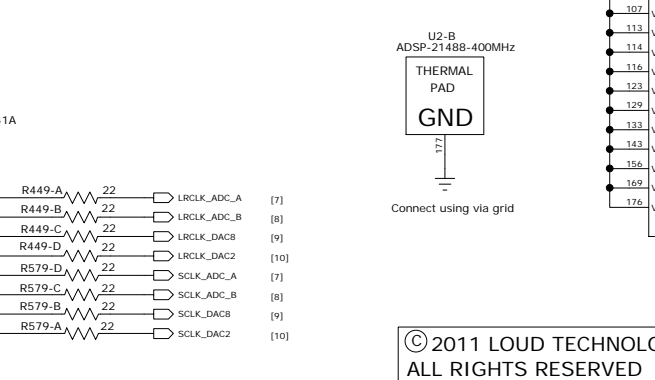 U2-B
ADSP-21488-400MHz
THERMAL
PAD
GND
177
Connect using via grid
107
113
114
116
123
129
133
143
156
169
176
R449-A 22 LRCLK_ADC_A [7]
R449-B 22 LRCLK_ADC_B [8]
R449-C 22 LRCLK_DAC8 [9]
R449-D 22 LRCLK_DAC2 [10]
R579-D 22 SCLK_ADC_A [7]
R579-C 22 SCLK_ADC_B [8]
R579-B 22 SCLK_DAC8 [9]
R579-A 22 SCLK_DAC2 [10]
© 2011 LOUD TECHNOLO
ALL RIGHTS RESERVED